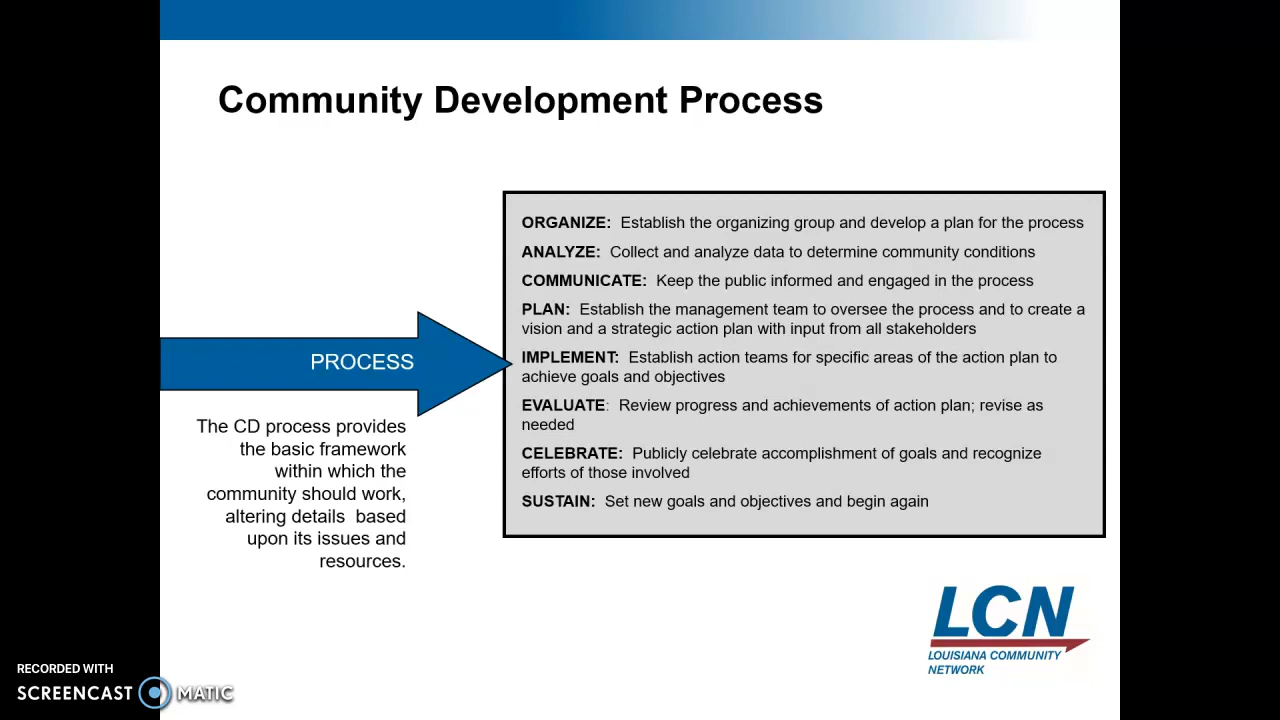 Community Development Process
ORGANIZE: Establish the organizing group and develop a plan for the process
ANALYZE: Collect and analyze data to determine community conditions
COMMUNICATE: Keep the public informed and engaged in the process
PLAN: Establish the management team to oversee the process and to create a
vision and a strategic action plan with input from all stakeholders
IMPLEMENT: Establish action teams for specific areas of the action plan to
achieve goals and objectives
EVALUATE: Review progress and achievements of action plan; revise as
needed
CELEBRATE: Publicly celebrate accomplishment of goals and recognize
efforts of those involved
SUSTAIN: Set new goals and objectives and begin again
PROCESS
The CD process provides
the basic framework
within which the
community should work,
altering details based
upon its issues and
resources.
LCN
LOUISIANA COMMUNITY
NETWORK
RECORDED WITH
SCREENCAST MATIC